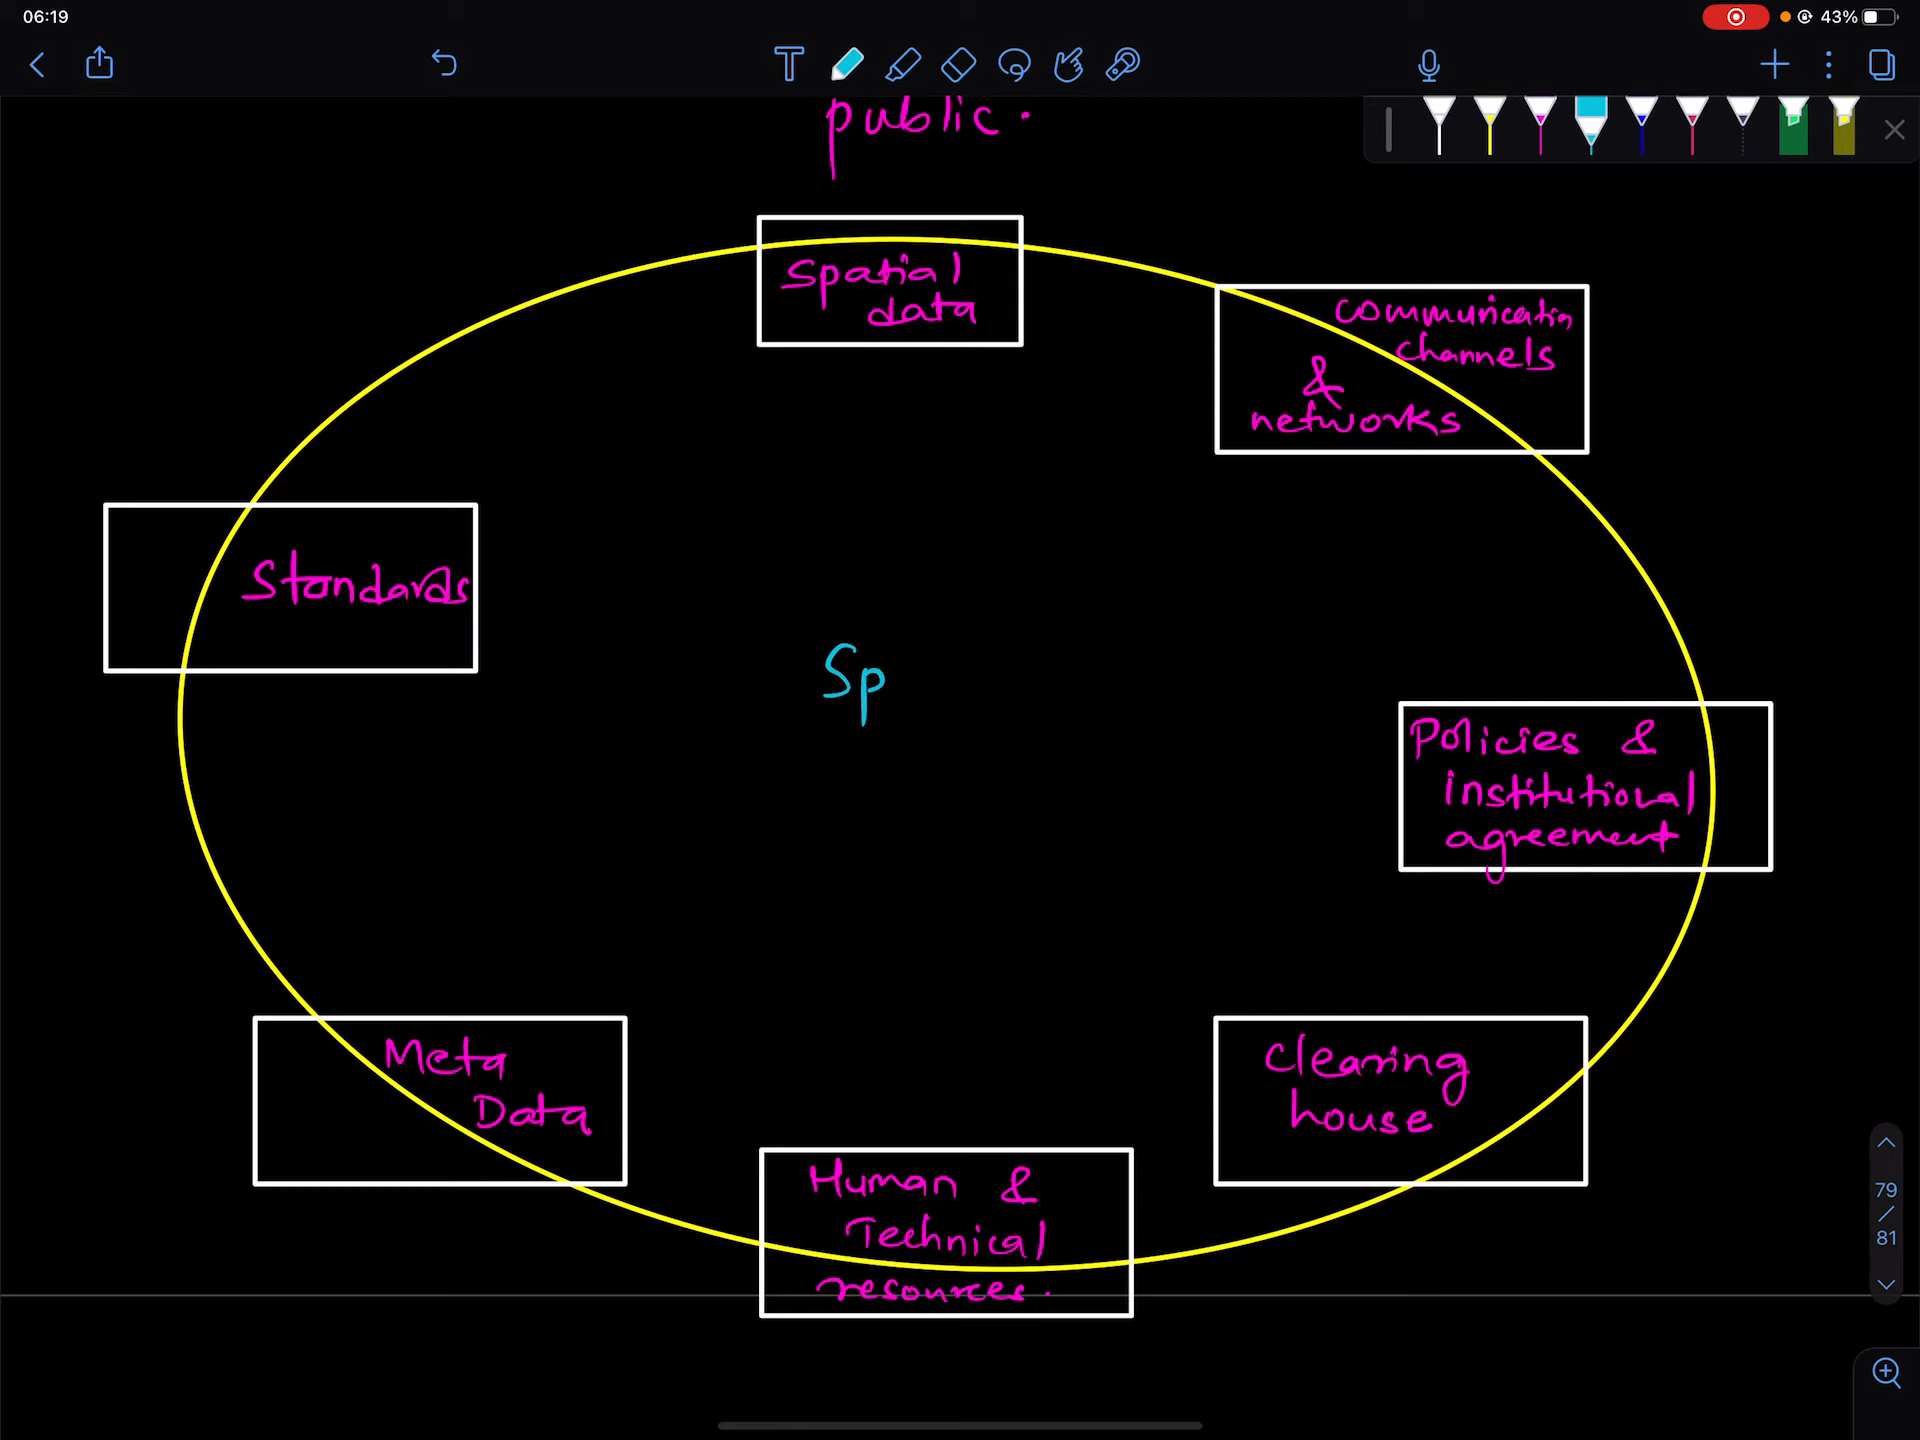 06:19
43%
public.
Spatial
data
communicatin
channels
&
networks
Standards
Sp
Policies &
institutional
agreement
Meta
Data
Clearing
house
Human &
Technical
resources.
79
/
81